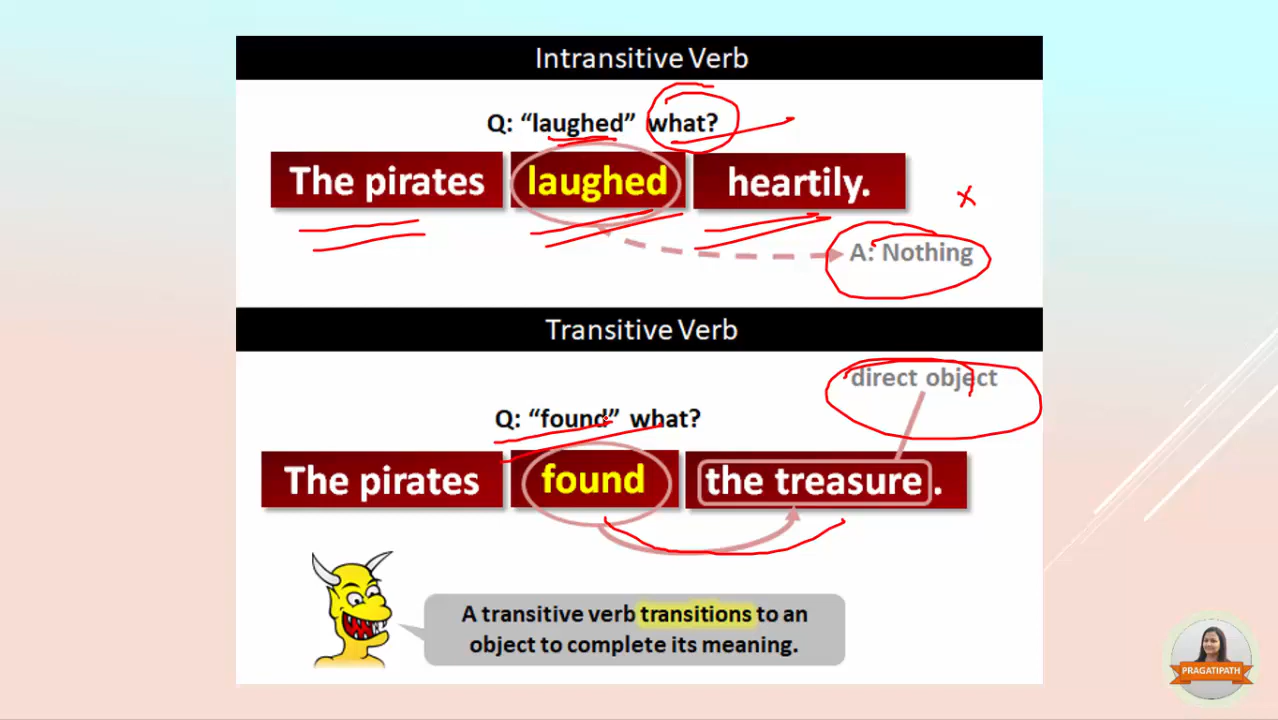 Intransitive Verb
Q: “laughed” what?
The pirates laughed heartily.
A: Nothing
Transitive Verb
direct object
Q: “found” what?
The pirates found the treasure.
A transitive verb transitions to an
object to complete its meaning.
PRAGATIPATH